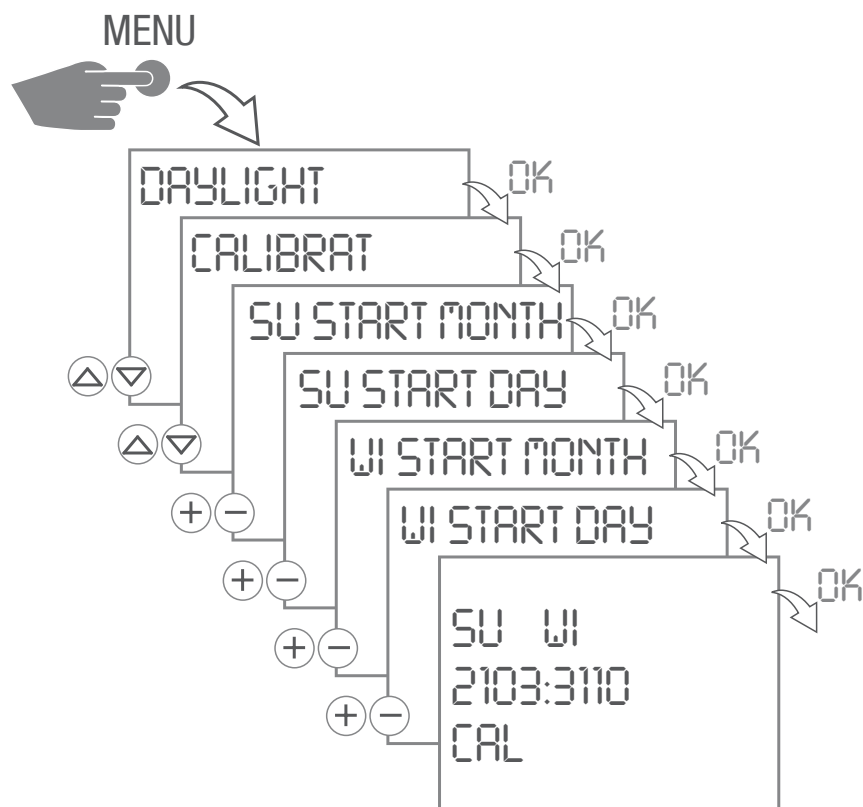 MENU
DAYLIGHT
OK
CALIBRAT
OK
SU START MONTH
OK
SU START DAY
OK
WI START MONTH
OK
WI START DAY
OK
SU WI
2103:3110
CAL
OK